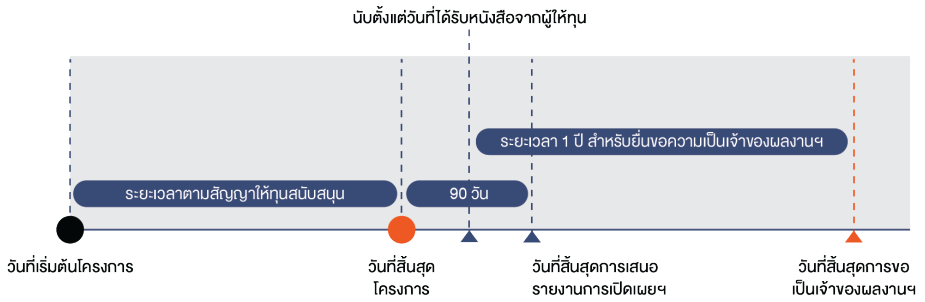 นับตั้งแต่วันที่ได้รับหนังสือจากผู้ให้ทุน
ระยะเวลา 1 ปี สำหรับยื่นขอความเป็นเจ้าของผลงานฯ
ระยะเวลาตามสัญญาให้ทุนสนับสนุน
90 วัน
วันที่เริ่มต้นโครงการ
วันที่สิ้นสุด
โครงการ
วันที่สิ้นสุดการเสนอ
รายงานการเปิดเผยฯ
วันที่สิ้นสุดการขอ
เป็นเจ้าของผลงานฯ